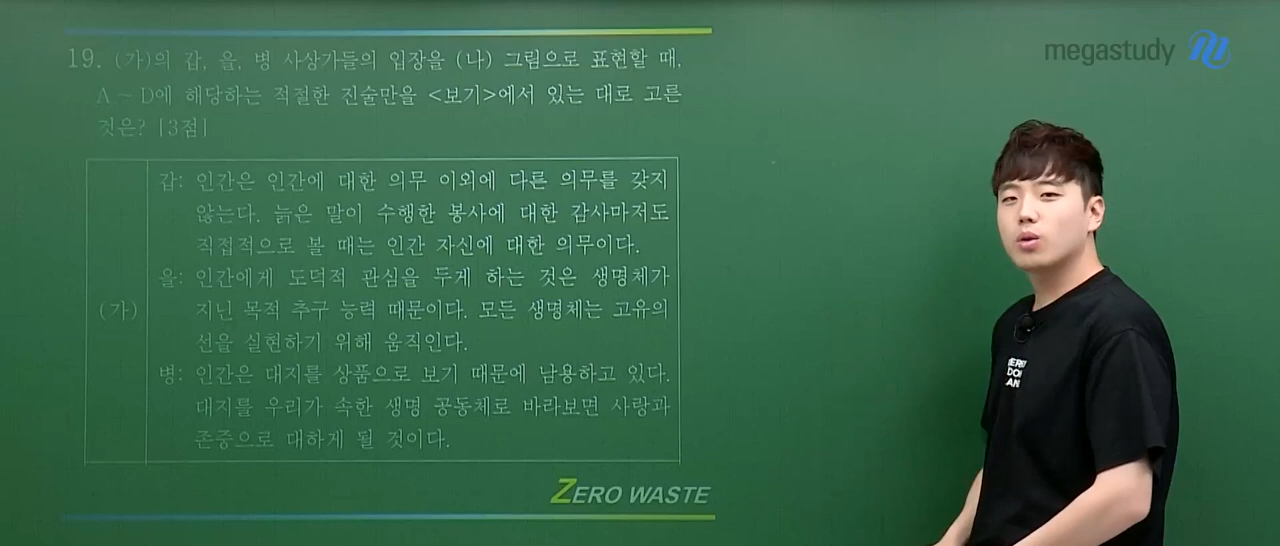 19. (가)의 갑, 을, 병 사상가들의 입장을 (나) 그림으로 표현할 때,
A ~ D에 해당하는 적절한 진술만을 <보기>에서 있는 대로 고른
것은? [3점]
megastudy
(가)
갑: 인간은 인간에 대한 의무 이외에 다른 의무를 갖지
않는다. 늙은 말이 수행한 봉사에 대한 감사마저도
직접적으로 볼 때는 인간 자신에 대한 의무이다.
을: 인간에게 도덕적 관심을 두게 하는 것은 생명체가
지닌 목적 추구 능력 때문이다. 모든 생명체는 고유의
선을 실현하기 위해 움직인다.
병: 인간은 대지를 상품으로 보기 때문에 남용하고 있다.
대지를 우리가 속한 생명 공동체로 바라보면 사랑과
존중으로 대하게 될 것이다.
ZERO WASTE